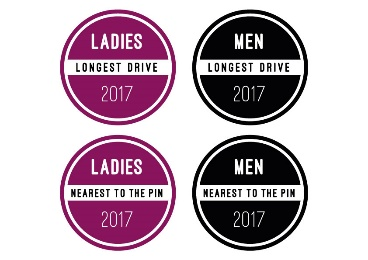 LADIES
LONGEST DRIVE
2017
MEN
LONGEST DRIVE
2017
LADIES
NEAREST TO THE PIN
2017
MEN
NEAREST TO THE PIN
2017